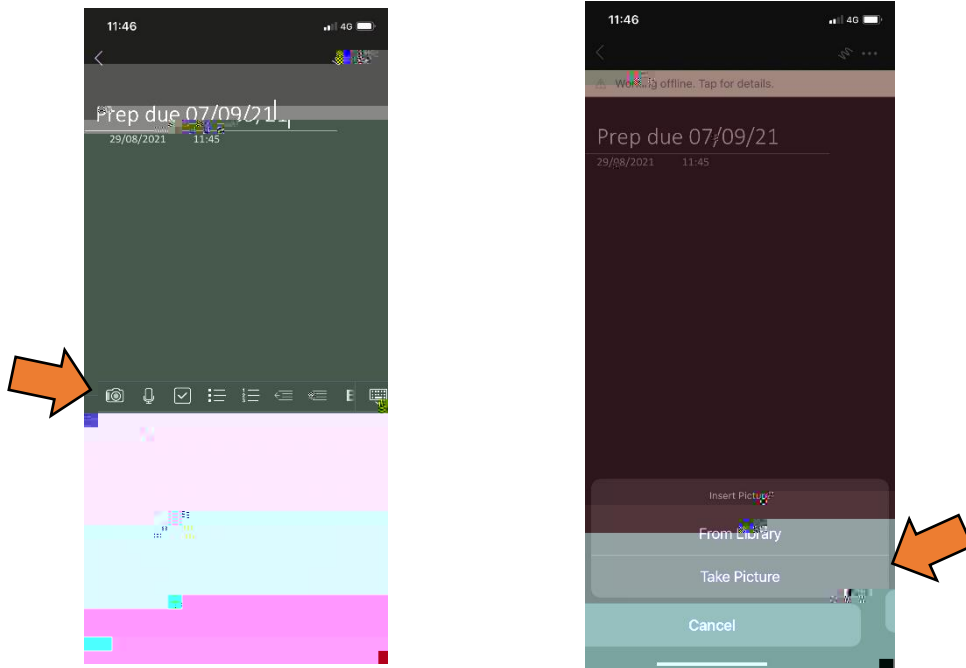 11:46
4G
Prep due 07/09/21
29/08/2021 11:45
11:46
4G
Working offline. Tap for details.
Prep due 07/09/21
29/08/2021 11:45
Insert Picture
From Library
Take Picture
Cancel